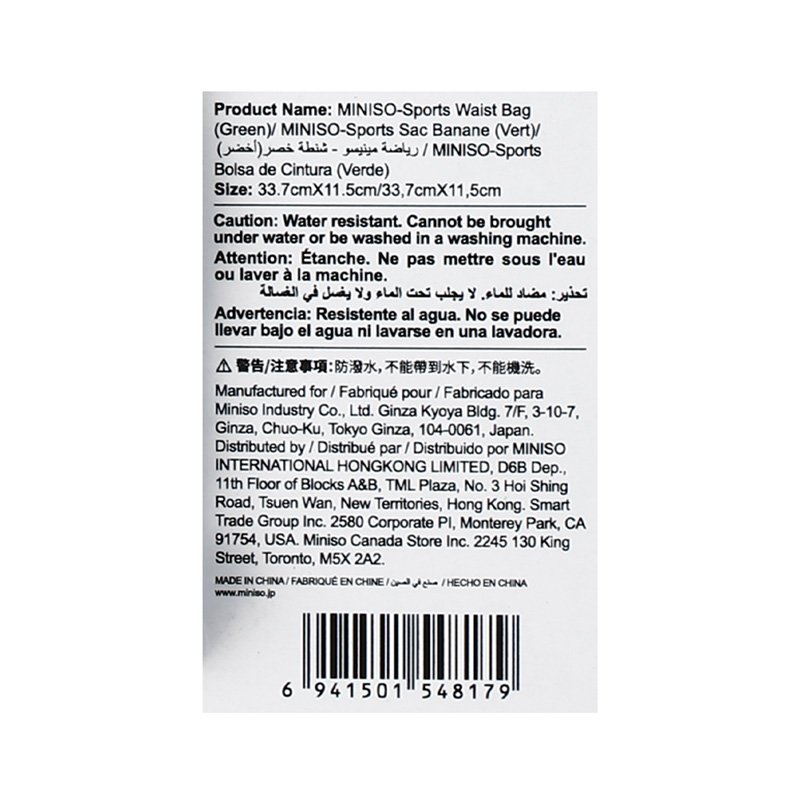 Product Name: MINISO-Sports Waist Bag
(Green)/ MINISO-Sports Sac Banane (Vert)/
رياضة مينيسو - شنطة خصر(أخضر) / MINISO-Sports
Bolsa de Cintura (Verde)
Size: 33.7cmX11.5cm/33,7cmX11,5cm
Caution: Water resistant. Cannot be brought
under water or be washed in a washing machine.
Attention: Étanche. Ne pas mettre sous l'eau
ou laver à la machine.
تحذير: مضاد للماء. لا يجلب تحت الماء ولا يغسل في الغسالة
Advertencia: Resistente al agua. No se puede
llevar bajo el agua ni lavarse en una lavadora.
⚠ 警告/注意事項:防潑水,不能帶到水下,不能機洗。
Manufactured for / Fabriqué pour / Fabricado para
Miniso Industry Co., Ltd. Ginza Kyoya Bldg. 7/F, 3-10-7,
Ginza, Chuo-Ku, Tokyo Ginza, 104-0061, Japan.
Distributed by / Distribué par / Distribuido por MINISO
INTERNATIONAL HONGKONG LIMITED, D6B Dep.,
11th Floor of Blocks A&B, TML Plaza, No. 3 Hoi Shing
Road, Tsuen Wan, New Territories, Hong Kong. Smart
Trade Group Inc. 2580 Corporate Pl, Monterey Park, CA
91754, USA. Miniso Canada Store Inc. 2245 130 King
Street, Toronto, M5X 2A2.
MADE IN CHINA / FABRIQUÉ EN CHINE / صنع في الصين / HECHO EN CHINA
www.miniso.jp
6 941501 548179